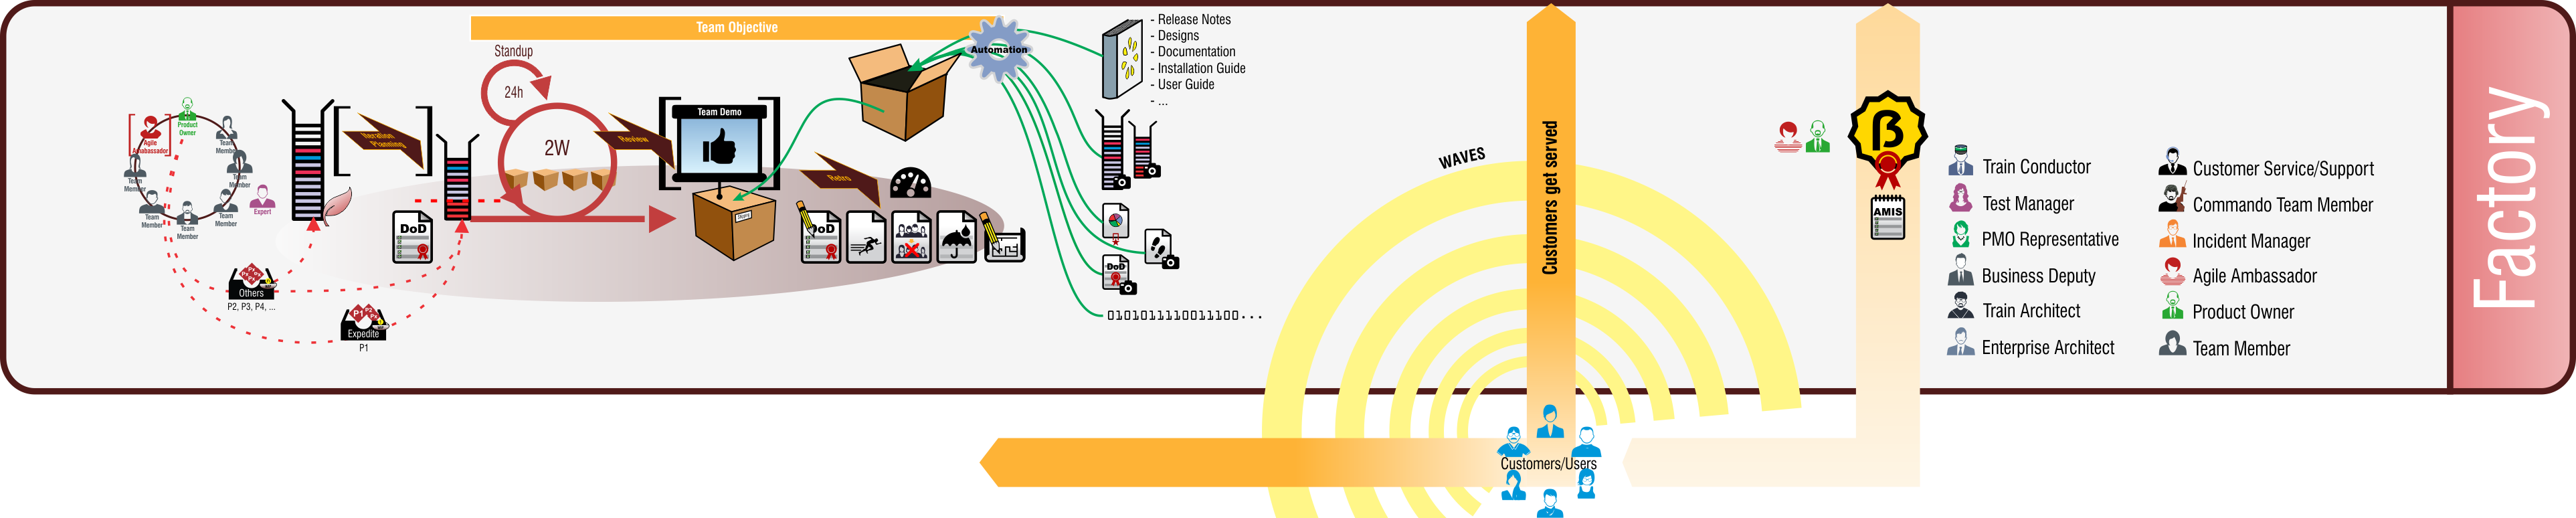 Team Objective
Standup
24h
2W
Product
Owner
Agile
Ambassador
Team
Member
Team
Member
Team
Member
Team
Member
Team
Member
Team
Member
Expert
Iteration
Planning
Review
Team Demo
Retro
DoD
DoD
Others
P2, P3, P4, ...
P1
Expedite
P1
Automation
- Release Notes
- Designs
- Documentation
- Installation Guide
- User Guide
- ...
DoD
0101011110011100...
WAVES
Customers get served
Customers/Users
ß
AMIS
Train Conductor
Test Manager
PMO Representative
Business Deputy
Train Architect
Enterprise Architect
Customer Service/Support
Commando Team Member
Incident Manager
Agile Ambassador
Product Owner
Team Member
Factory